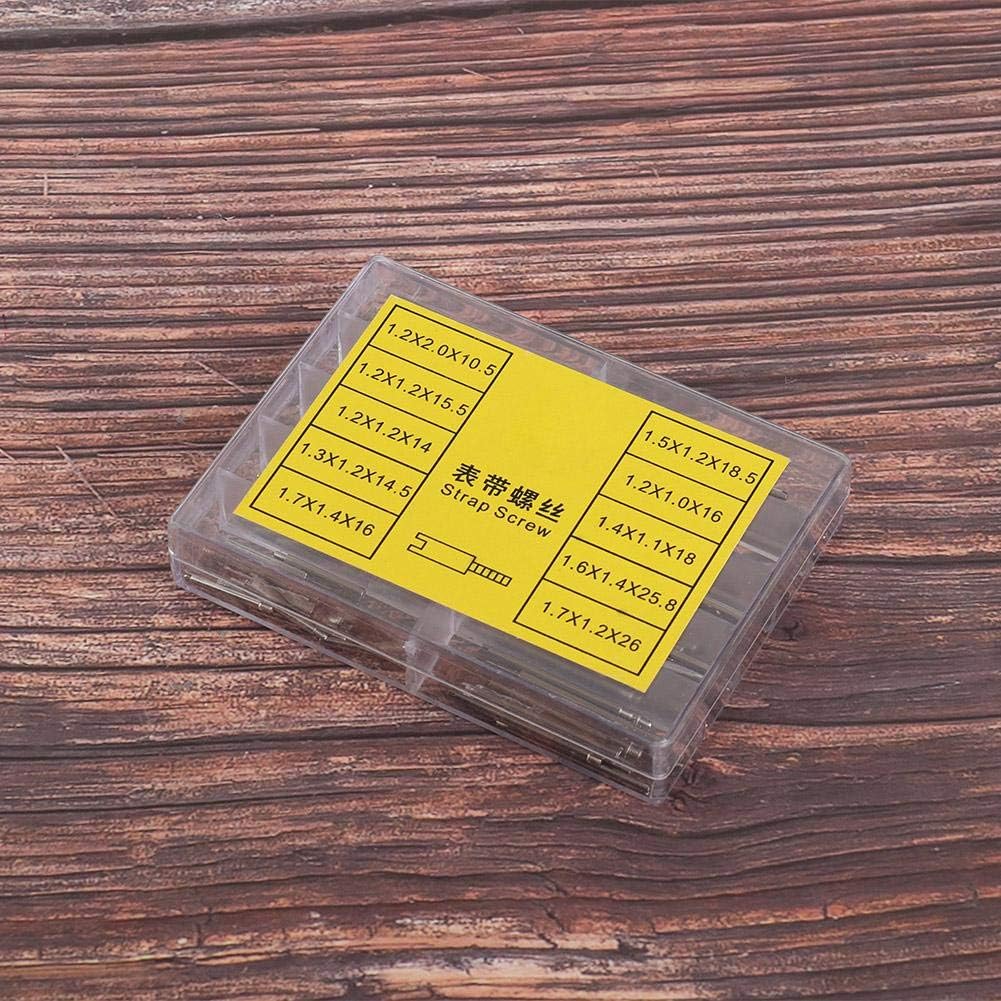 1.2X2.0X10.5
1.2X1.2X15.5
1.2X1.2X14
1.3X1.2X14.5
1.7X1.4X16
表带螺丝
Strap Screw
1.5X1.2X18.5
1.2X1.0X16
1.4X1.1X18
1.6X1.4X25.8
1.7X1.2X26